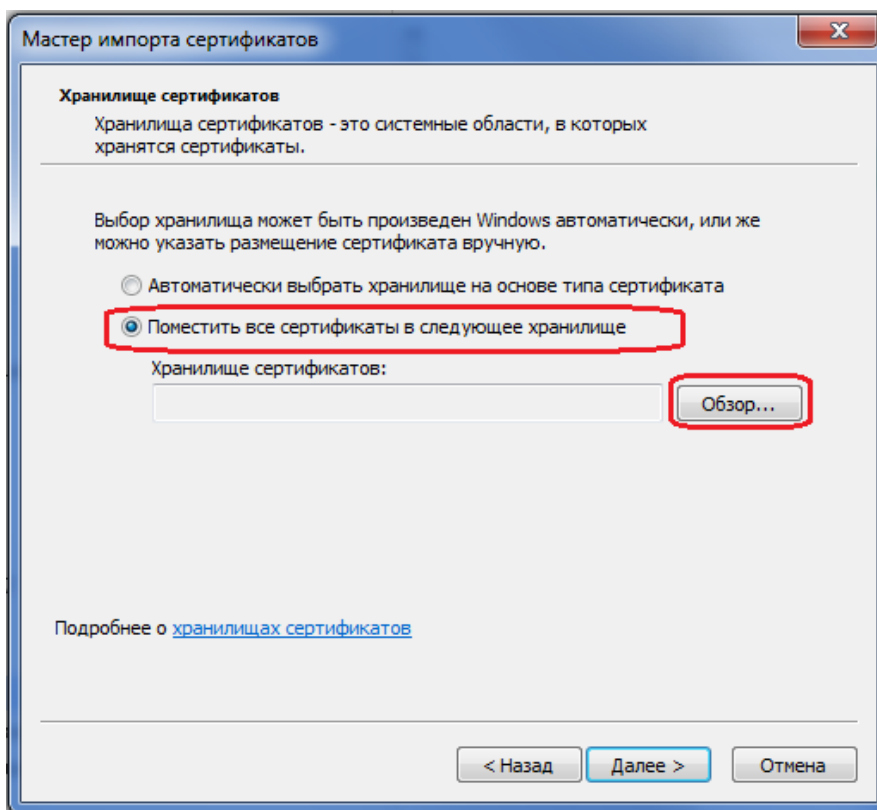 Мастер импорта сертификатов
Хранилище сертификатов
Хранилища сертификатов - это системные области, в которых
хранятся сертификаты.
Выбор хранилища может быть произведен Windows автоматически, или же
можно указать размещение сертификата вручную.
Автоматически выбрать хранилище на основе типа сертификата
Поместить все сертификаты в следующее хранилище
Хранилище сертификатов:
Обзор...
Подробнее о хранилищах сертификатов
< Назад Далее > Отмена